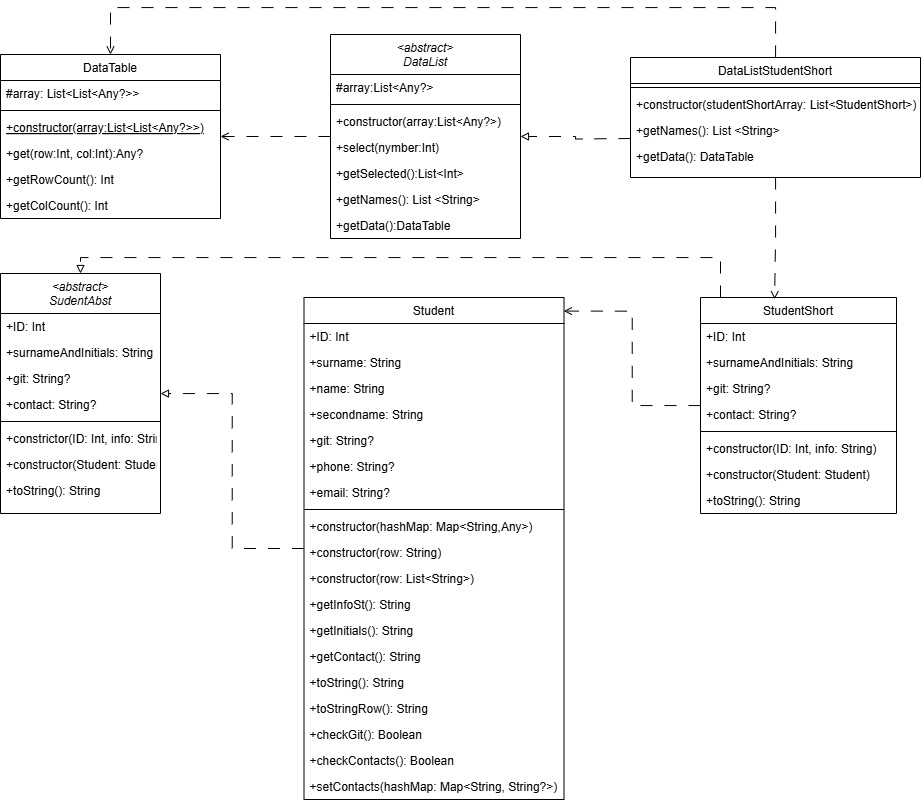 DataTable
#array: List<List<Any?>>
+constructor(array:List<List<Any?>>)
+get(row:Int, col:Int):Any?
+getRowCount(): Int
+getColCount(): Int
<abstract>
DataList
#array:List<Any?>
+constructor(array:List<Any?>)
+select(nymber:Int)
+getSelected():List<Int>
+getNames(): List <String>
+getData():DataTable
DataListStudentShort
+constructor(studentShortArray: List<StudentShort>)
+getNames(): List <String>
+getData(): DataTable
<abstract>
SudentAbst
+ID: Int
+surnameAndInitials: String
+git: String?
+contact: String?
+constrictor(ID: Int, info: Stri
+constructor(Student: Stude
+toString(): String
Student
+ID: Int
+surname: String
+name: String
+secondname: String
+git: String?
+phone: String?
+email: String?
+constructor(hashMap: Map<String,Any>)
+constructor(row: String)
+constructor(row: List<String>)
+getInfoSt(): String
+getInitials(): String
+getContact(): String
+toString(): String
+toStringRow(): String
+checkGit(): Boolean
+checkContacts(): Boolean
+setContacts(hashMap: Map<String, String?>)
StudentShort
+ID: Int
+surnameAndInitials: String
+git: String?
+contact: String?
+constructor(ID: Int, info: String)
+constructor(Student: Student)
+toString(): String